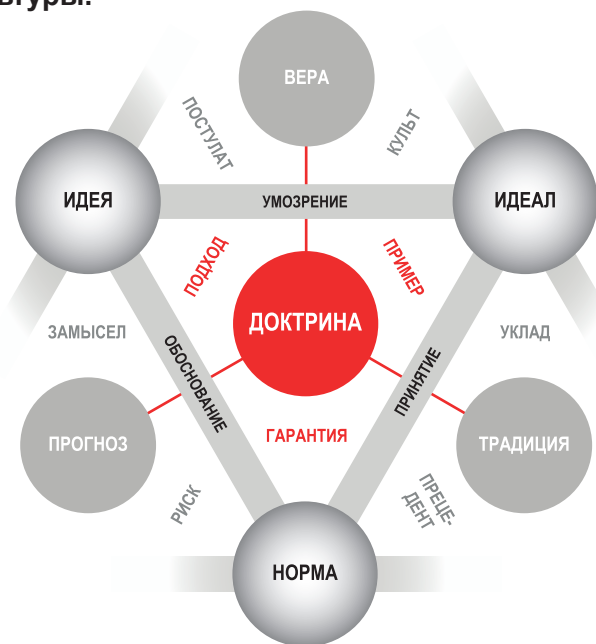 ьтуры.
ВЕРА
ПОСТУЛАТ
КУЛЬТ
ИДЕЯ
УМОЗРЕНИЕ
ИДЕАЛ
ПОДХОД
ПРИМЕР
ДОКТРИНА
ЗАМЫСЕЛ
УКЛАД
ОБОСНОВАНИЕ
ПРИНЯТИЕ
ПРОГНОЗ
ГАРАНТИЯ
ТРАДИЦИЯ
РИСК
ПРЕЦЕ-
ДЕНТ
НОРМА